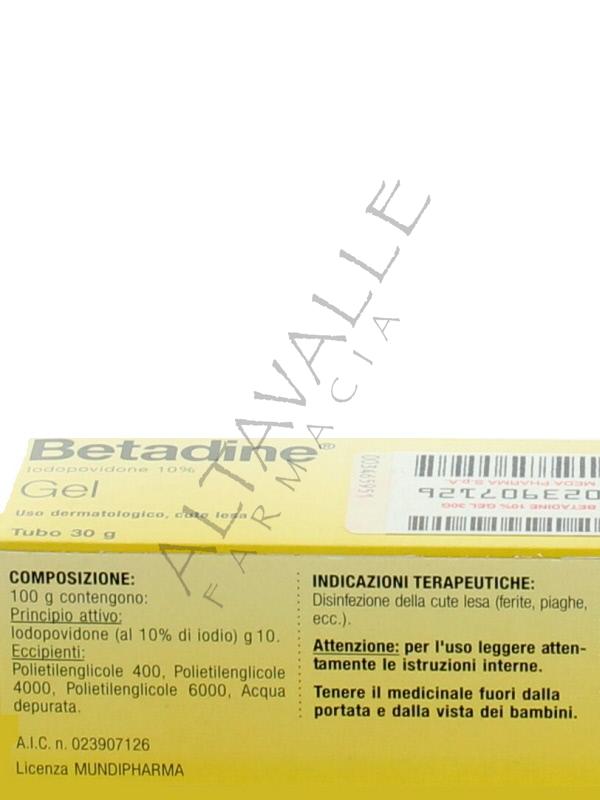 ALTAVALLE
FARMACIA
Betadine®
Iodopovidone 10%
Gel
Uso dermatologico, cute lesa
Tubo 30 g
003465951
MEDA PHARMA S.p.A.
023907126
BETADINE 10% GEL 30G
COMPOSIZIONE:
100 g contengono:
Principio attivo:
Iodopovidone (al 10% di iodio) g 10.
Eccipienti:
Polietilenglicole 400, Polietilenglicole
4000, Polietilenglicole 6000, Acqua
depurata.
A.I.C. n. 023907126
Licenza MUNDIPHARMA
INDICAZIONI TERAPEUTICHE:
Disinfezione della cute lesa (ferite, piaghe,
ecc.).
Attenzione: per l'uso leggere atten-
tamente le istruzioni interne.
Tenere il medicinale fuori dalla
portata e dalla vista dei bambini.